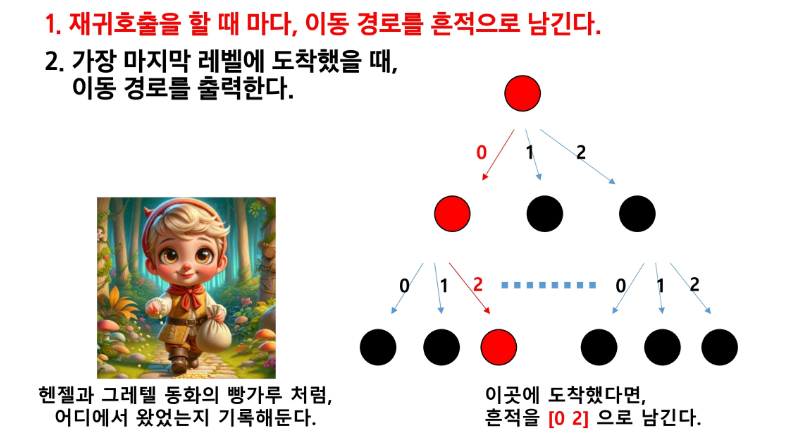 1. 재귀호출을 할 때 마다, 이동 경로를 흔적으로 남긴다.
2. 가장 마지막 레벨에 도착했을 때,
이동 경로를 출력한다.
0 1 2
0 1 2 0 1 2
헨젤과 그레텔 동화의 빵가루 처럼,
어디에서 왔었는지 기록해둔다.
이곳에 도착했다면,
흔적을 [0 2] 으로 남긴다.